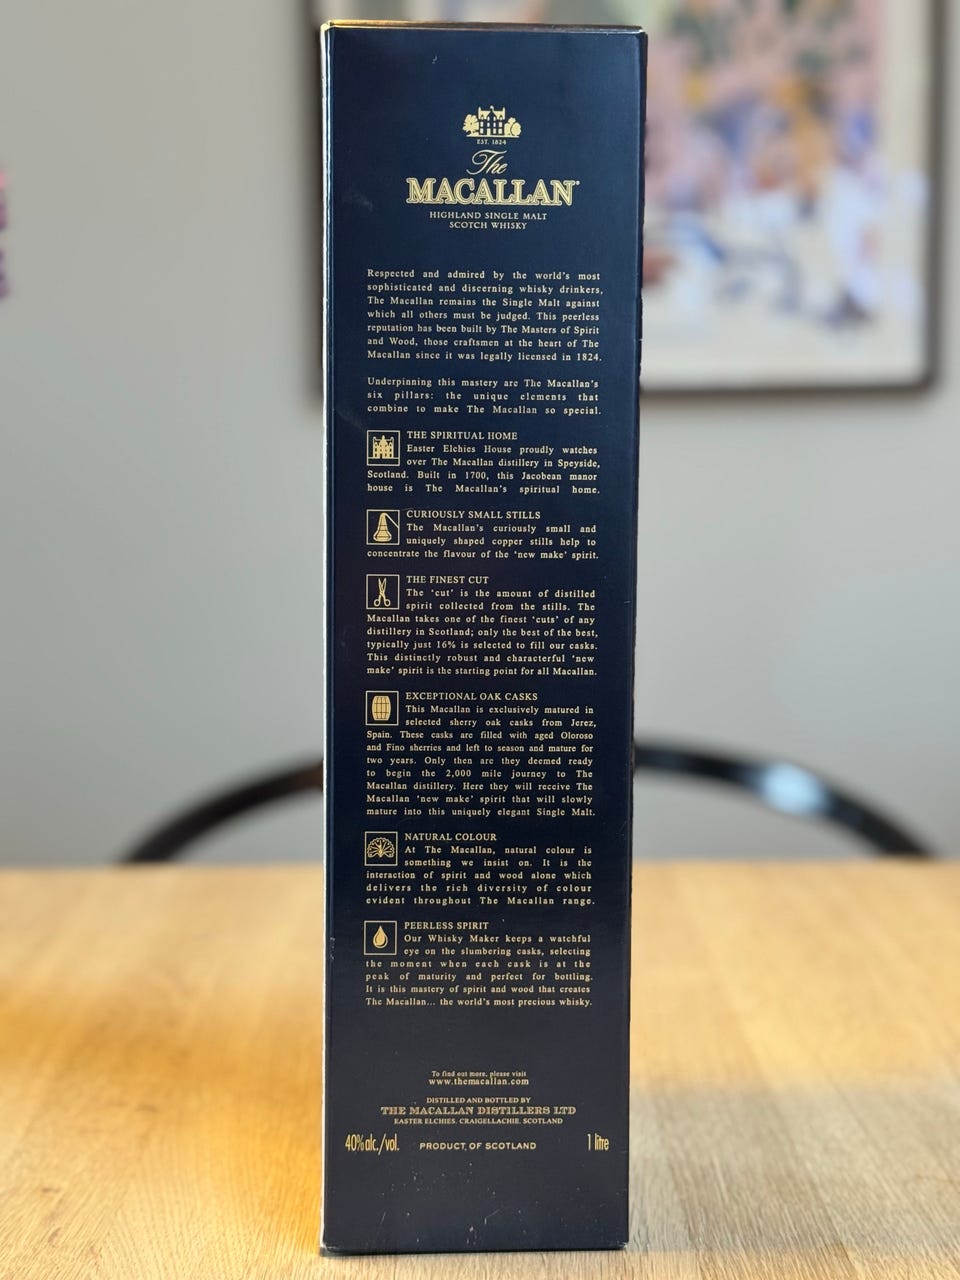 EST. 1824
The
MACALLAN®
HIGHLAND SINGLE MALT
SCOTCH WHISKY
Respected and admired by the world's most
sophisticated and discerning whisky drinkers,
The Macallan remains the Single Malt against
which all others must be judged. This peerless
reputation has been built by The Masters of Spirit
and Wood, those craftsmen at the heart of The
Macallan since it was legally licensed in 1824.
Underpinning this mastery are The Macallan's
six pillars: the unique elements that
combine to make The Macallan so special.
THE SPIRITUAL HOME
Easter Elchies House proudly watches
over The Macallan distillery in Speyside,
Scotland. Built in 1700, this Jacobean manor
house is The Macallan's spiritual home.
CURIOUSLY SMALL STILLS
The Macallan's curiously small and
uniquely shaped copper stills help to
concentrate the flavour of the 'new make' spirit.
THE FINEST CUT
The 'cut' is the amount of distilled
spirit collected from the stills. The
Macallan takes one of the finest 'cuts' of any
distillery in Scotland; only the best of the best,
typically just 16% is selected to fill our casks.
This distinctly robust and characterful 'new
make' spirit is the starting point for all Macallan.
EXCEPTIONAL OAK CASKS
This Macallan is exclusively matured in
selected sherry oak casks from Jerez,
Spain. These casks are filled with aged Oloroso
and Fino sherries and left to season and mature for
two years. Only then are they deemed ready
to begin the 2,000 mile journey to The
Macallan distillery. Here they will receive The
Macallan 'new make' spirit that will slowly
mature into this uniquely elegant Single Malt.
NATURAL COLOUR
At The Macallan, natural colour is
something we insist on. It is the
interaction of spirit and wood alone which
delivers the rich diversity of colour
evident throughout The Macallan range.
PEERLESS SPIRIT
Our Whisky Maker keeps a watchful
eye on the slumbering casks, selecting
the moment when each cask is at the
peak of maturity and perfect for bottling.
It is this mastery of spirit and wood that creates
The Macallan... the world's most precious whisky.
To find out more, please visit
www.themacallan.com
DISTILLED AND BOTTLED BY
THE MACALLAN DISTILLERS LTD
EASTER ELCHIES, CRAIGELLACHIE, SCOTLAND
40%alc./vol. PRODUCT OF SCOTLAND 1 litre